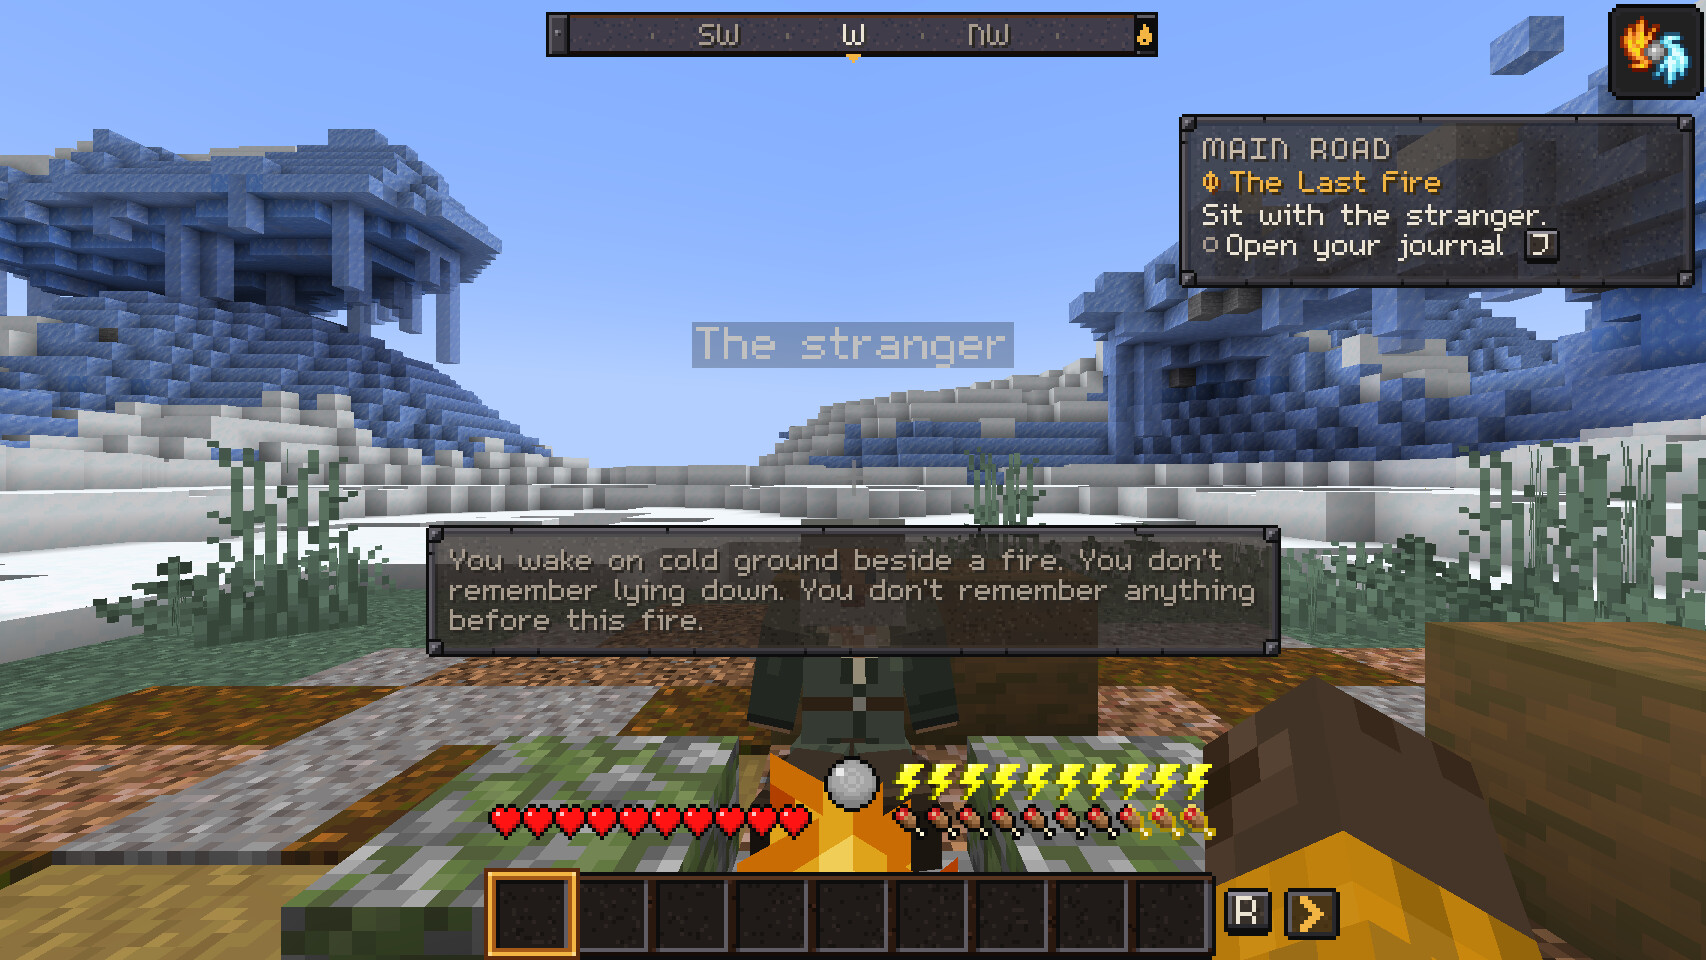 SW W NW
MAIN ROAD
The Last Fire
Sit with the stranger.
Open your journal J
The stranger
You wake on cold ground beside a fire. You don't
remember lying down. You don't remember anything
before this fire.
R